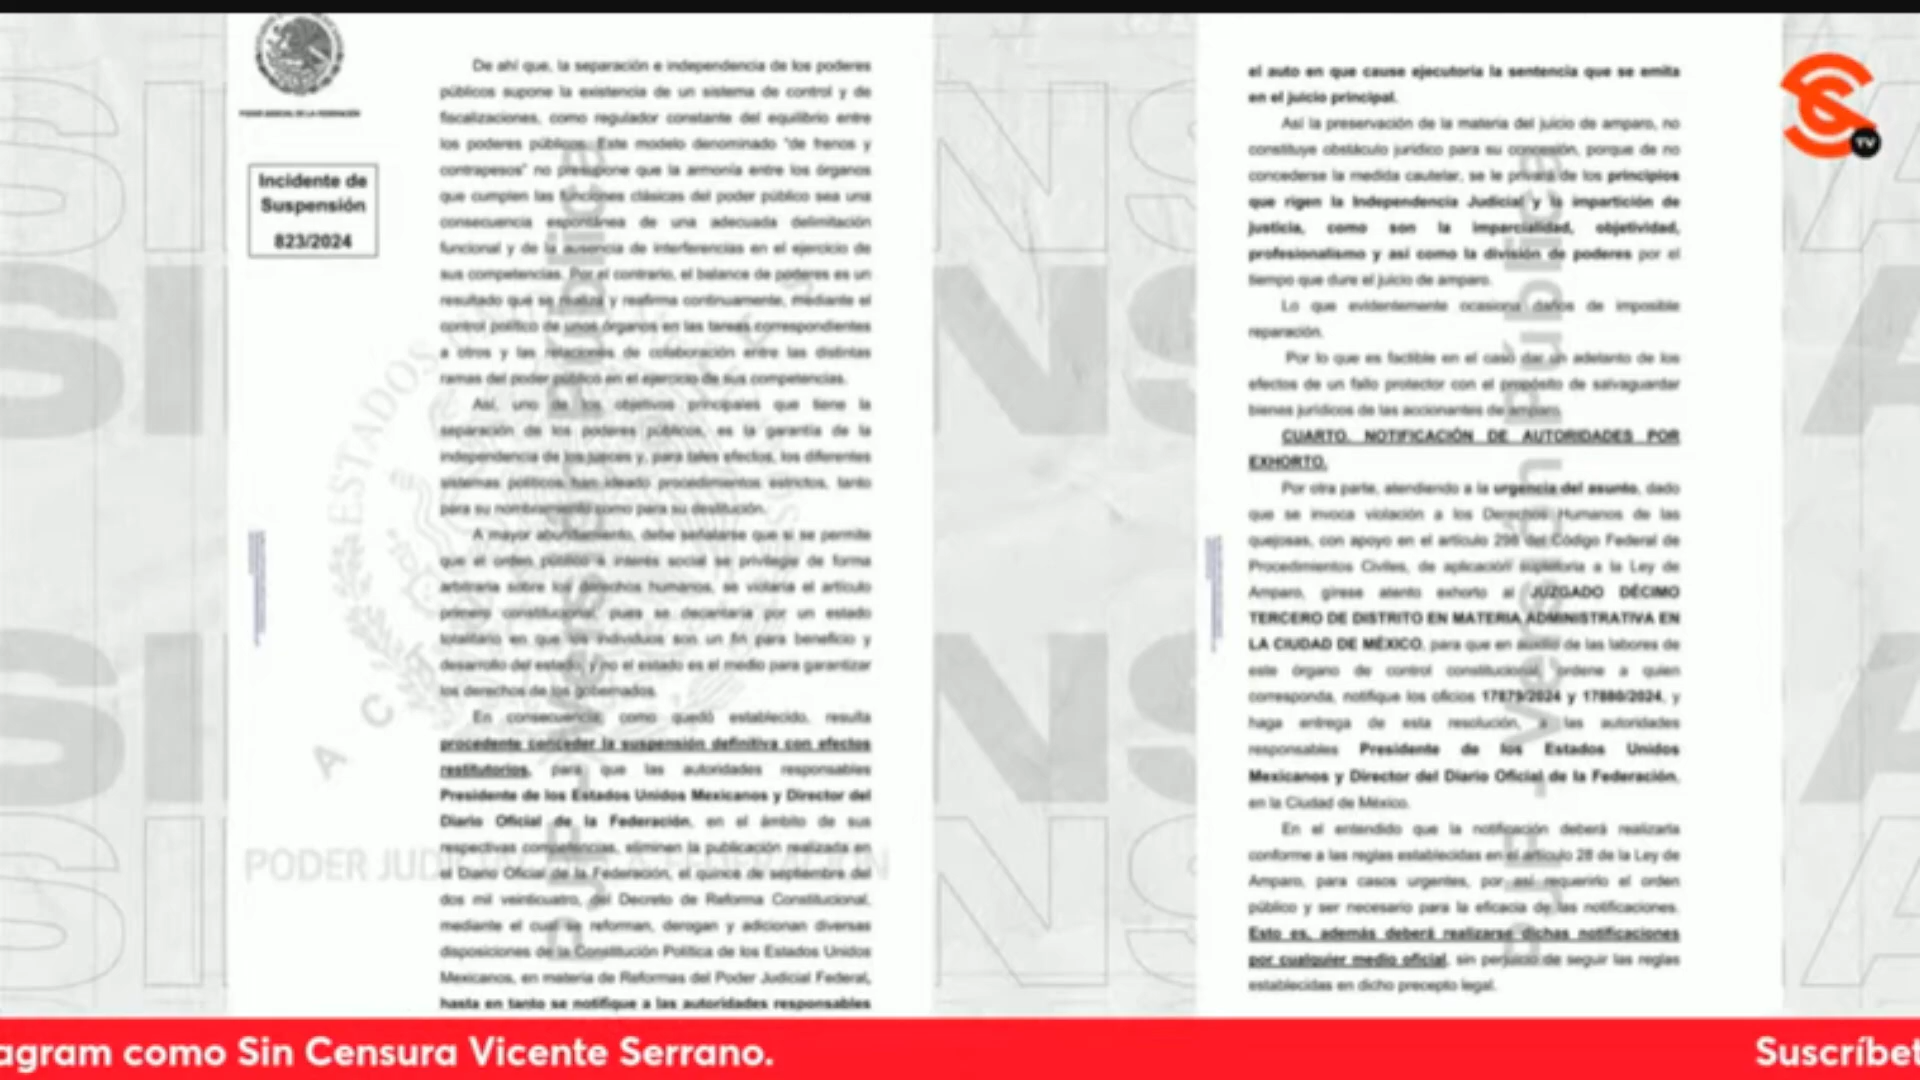 PODER JUDICIAL DE LA FEDERACIÓN
Incidente de
Suspensión
823/2024
De ahí que, la separación e independencia de los poderes
públicos supone la existencia de un sistema de control y de
fiscalizaciones, como regulador constante del equilibrio entre
los poderes públicos. Este modelo denominado "de frenos y
contrapesos" no presupone que la armonía entre los órganos
que cumplen las funciones clásicas del poder público sea una
consecuencia espontánea de una adecuada delimitación
funcional y de la ausencia de interferencias en el ejercicio de
sus competencias. Por el contrario, el balance de poderes es un
resultado que se realiza y reafirma continuamente, mediante el
control político de unos órganos en las tareas correspondientes
a otros y las relaciones de colaboración entre las distintas
ramas del poder público en el ejercicio de sus competencias.
Así, uno de los objetivos principales que tiene la
separación de los poderes públicos, es la garantía de la
independencia de los jueces y, para tales efectos, los diferentes
sistemas políticos han ideado procedimientos estrictos, tanto
para su nombramiento como para su destitución.
A mayor abundamiento, debe señalarse que si se permite
que el orden público e interés social se privilegie de forma
arbitraria sobre los derechos humanos, se violaría el artículo
primero constitucional, pues se decantaría por un estado
totalitario en que los individuos son un fin para beneficio y
desarrollo del estado, y no el estado es el medio para garantizar
los derechos de los gobernados.
En consecuencia, como quedó establecido, resulta
procedente conceder la suspensión definitiva con efectos
restitutorios, para que las autoridades responsables
Presidente de los Estados Unidos Mexicanos y Director del
Diario Oficial de la Federación, en el ámbito de sus
respectivas competencias, eliminen la publicación realizada en
el Diario Oficial de la Federación, el quince de septiembre del
dos mil veinticuatro, del Decreto de Reforma Constitucional,
mediante el cual se reforman, derogan y adicionan diversas
disposiciones de la Constitución Política de los Estados Unidos
Mexicanos, en materia de Reformas del Poder Judicial Federal,
hasta en tanto se notifique a las autoridades responsables
PODER JUDICIAL DE LA FEDERACIÓN
el auto en que cause ejecutoria la sentencia que se emita
en el juicio principal.
Así la preservación de la materia del juicio de amparo, no
constituye obstáculo jurídico para su concesión, porque de no
concederse la medida cautelar, se le privará de los principios
que rigen la Independencia Judicial y la impartición de
justicia, como son la imparcialidad, objetividad,
profesionalismo y así como la división de poderes por el
tiempo que dure el juicio de amparo.
Lo que evidentemente ocasiona daños de imposible
reparación.
Por lo que es factible en el caso dar un adelanto de los
efectos de un fallo protector con el propósito de salvaguardar
bienes jurídicos de las accionantes de amparo.
CUARTO. NOTIFICACIÓN DE AUTORIDADES POR
EXHORTO.
Por otra parte, atendiendo a la urgencia del asunto, dado
que se invoca violación a los Derechos Humanos de las
quejosas, con apoyo en el artículo 298 del Código Federal de
Procedimientos Civiles, de aplicación supletoria a la Ley de
Amparo, gírese atento exhorto al JUZGADO DÉCIMO
TERCERO DE DISTRITO EN MATERIA ADMINISTRATIVA EN
LA CIUDAD DE MÉXICO, para que en auxilio de las labores de
este órgano de control constitucional, ordene a quien
corresponda, notifique los oficios 17879/2024 y 17880/2024, y
haga entrega de esta resolución, a las autoridades
responsables Presidente de los Estados Unidos
Mexicanos y Director del Diario Oficial de la Federación,
en la Ciudad de México.
En el entendido que la notificación deberá realizarla
conforme a las reglas establecidas en el artículo 28 de la Ley de
Amparo, para casos urgentes, por así requerirlo el orden
público y ser necesario para la eficacia de las notificaciones.
Esto es, además deberá realizarse dichas notificaciones
por cualquier medio oficial, sin perjuicio de seguir las reglas
establecidas en dicho precepto legal.
TV
agram como Sin Censura Vicente Serrano.
Suscríbet